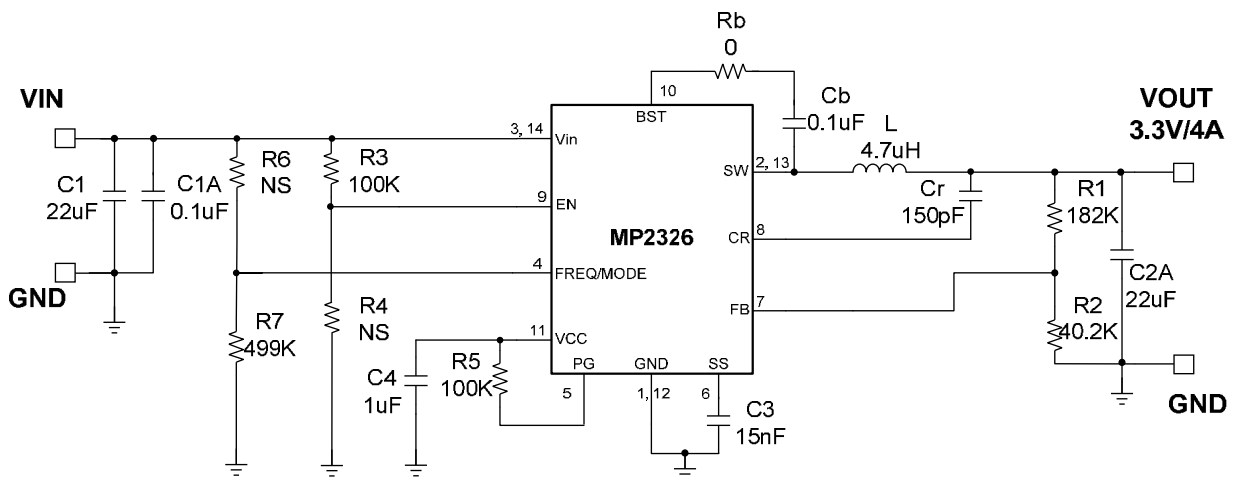 Rb
0
VIN
10
BST
Cb
0.1uF
VOUT
3.3V/4A
3, 14
Vin
L
4.7uH
R6
NS
R3
100K
SW
2, 13
C1
22uF
C1A
0.1uF
Cr
150pF
R1
182K
9
EN
MP2326
CR
8
4
FREQ/MODE
C2A
22uF
GND
R4
NS
FB
7
R2
40.2K
R7
499K
11
VCC
R5
100K
PG
GND
SS
C4
1uF
5
1, 12
6
C3
15nF
GND